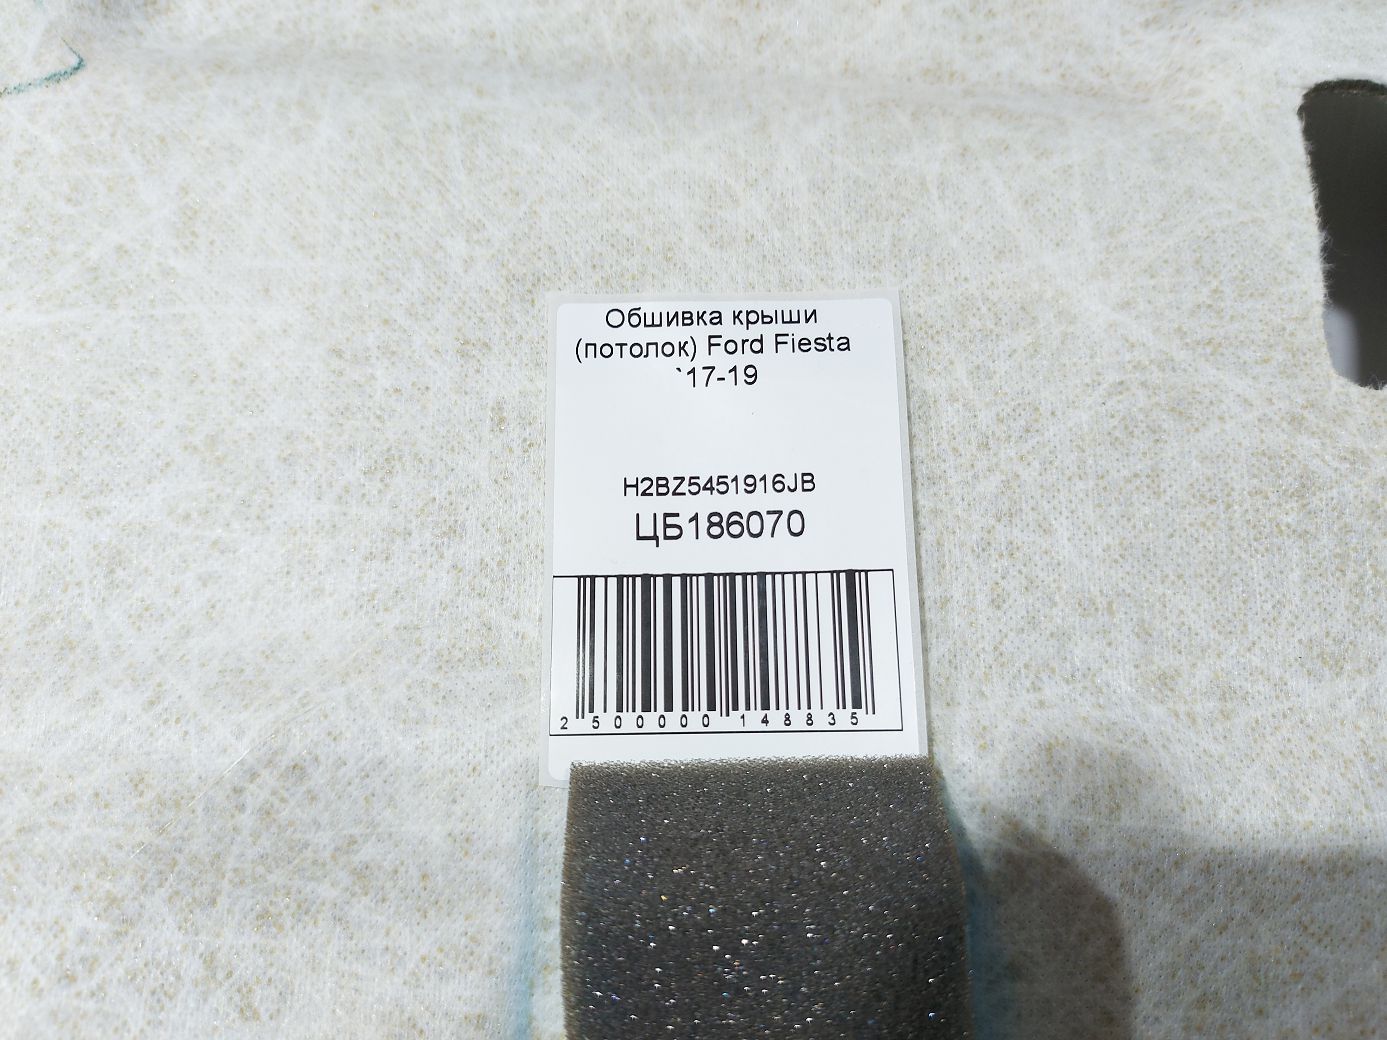 Обшивка крыши
(потолок) Ford Fiesta
`17-19
H2BZ5451916JB
ЦБ186070
2500000148835